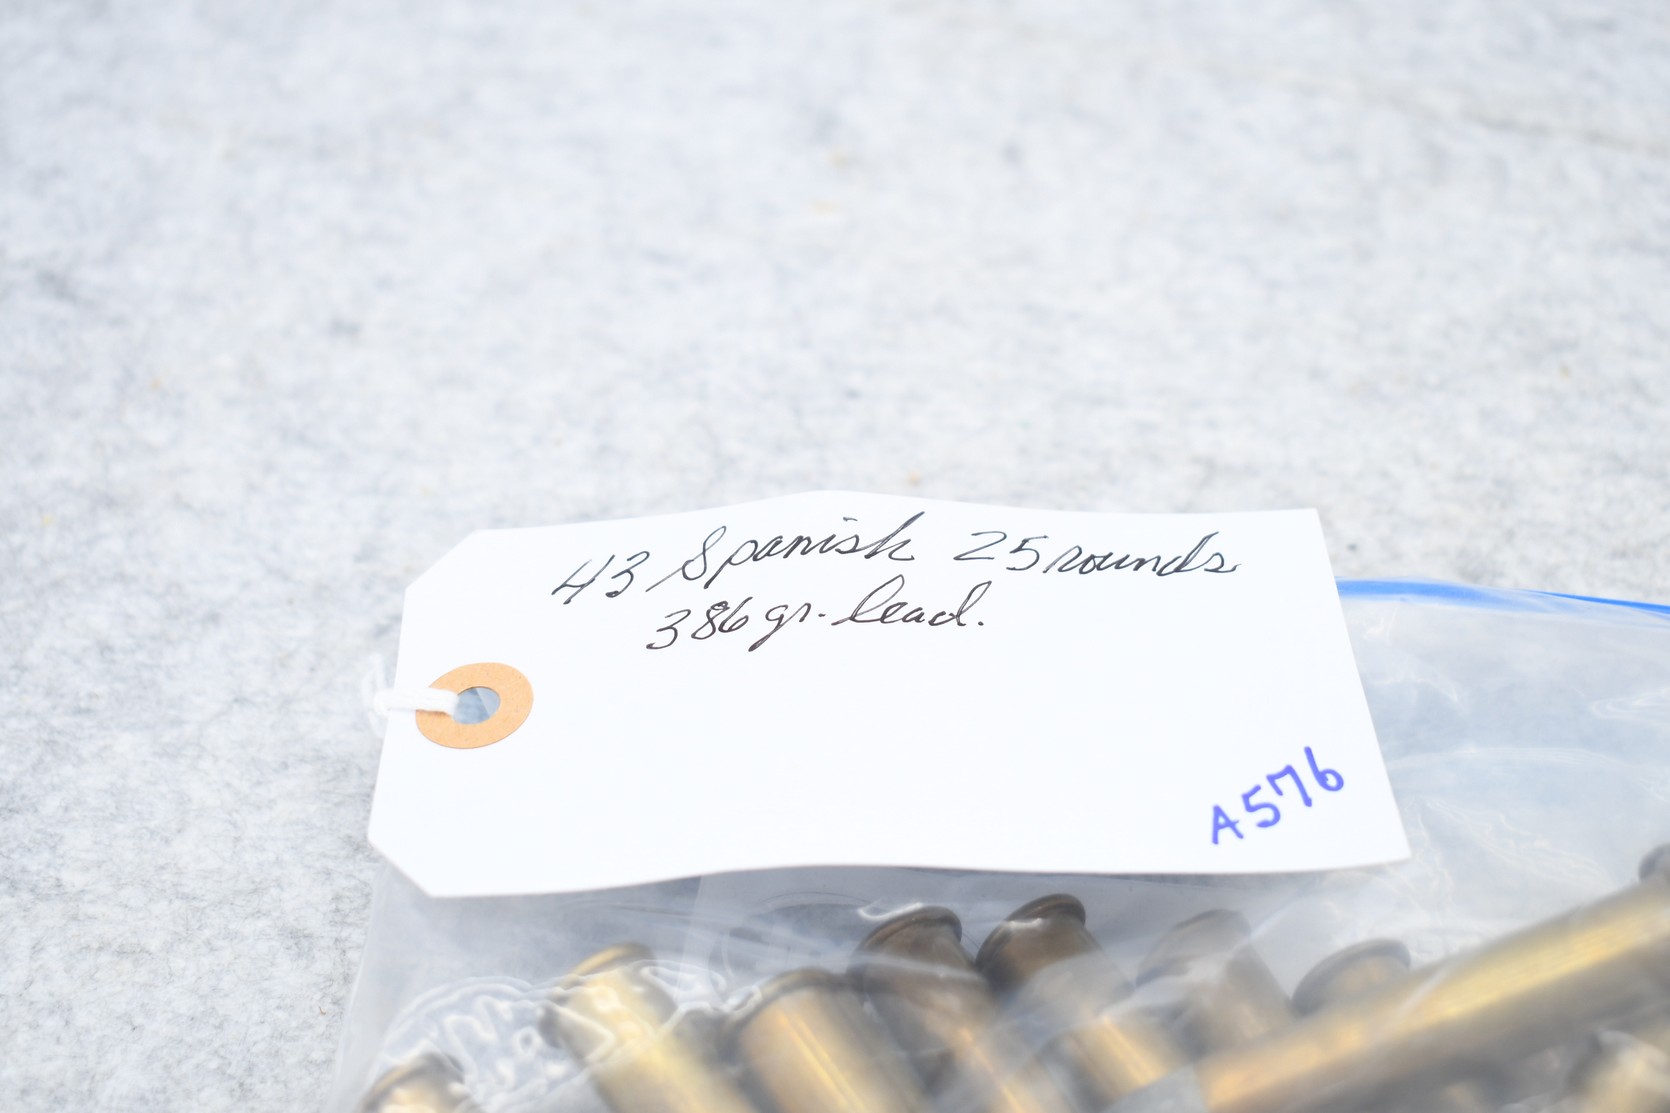 43 Spanish 25 rounds
386 gr. lead.
A576